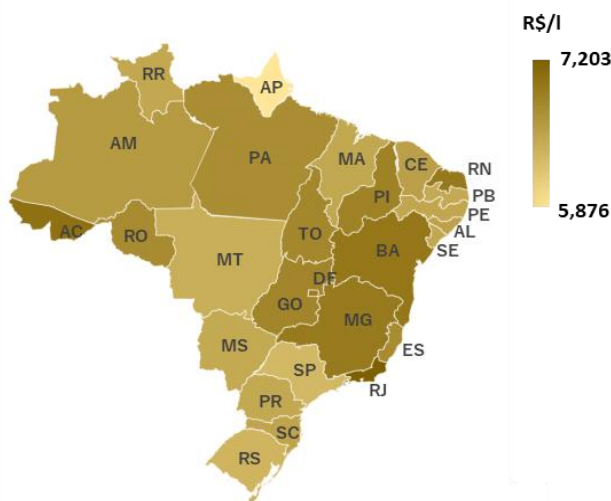 R$/l
7,203
5,876
RR
AP
AM
PA
MA
CE
RN
PB
PE
AL
SE
PI
AC
RO
TO
BA
MT
DF
GO
MG
ES
MS
SP
RJ
PR
SC
RS